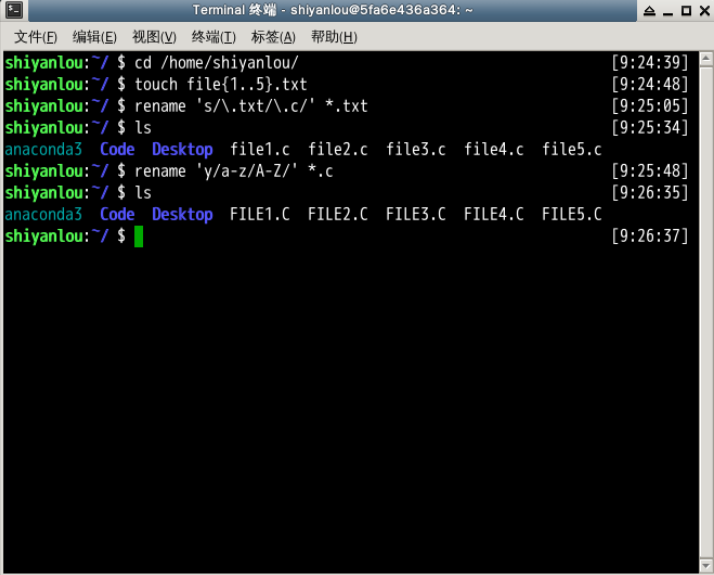 Terminal 终端 - shiyanlou@5fa6e436a364: ~
文件(F) 编辑(E) 视图(V) 终端(T) 标签(A) 帮助(H)
shiyanlou:~/ $ cd /home/shiyanlou/ [9:24:39]
shiyanlou:~/ $ touch file{1..5}.txt [9:24:48]
shiyanlou:~/ $ rename 's/\.txt/\.c/' *.txt [9:25:05]
shiyanlou:~/ $ ls [9:25:34]
anaconda3 Code Desktop file1.c file2.c file3.c file4.c file5.c
shiyanlou:~/ $ rename 'y/a-z/A-Z/' *.c [9:25:48]
shiyanlou:~/ $ ls [9:26:35]
anaconda3 Code Desktop FILE1.C FILE2.C FILE3.C FILE4.C FILE5.C
shiyanlou:~/ $ [9:26:37]